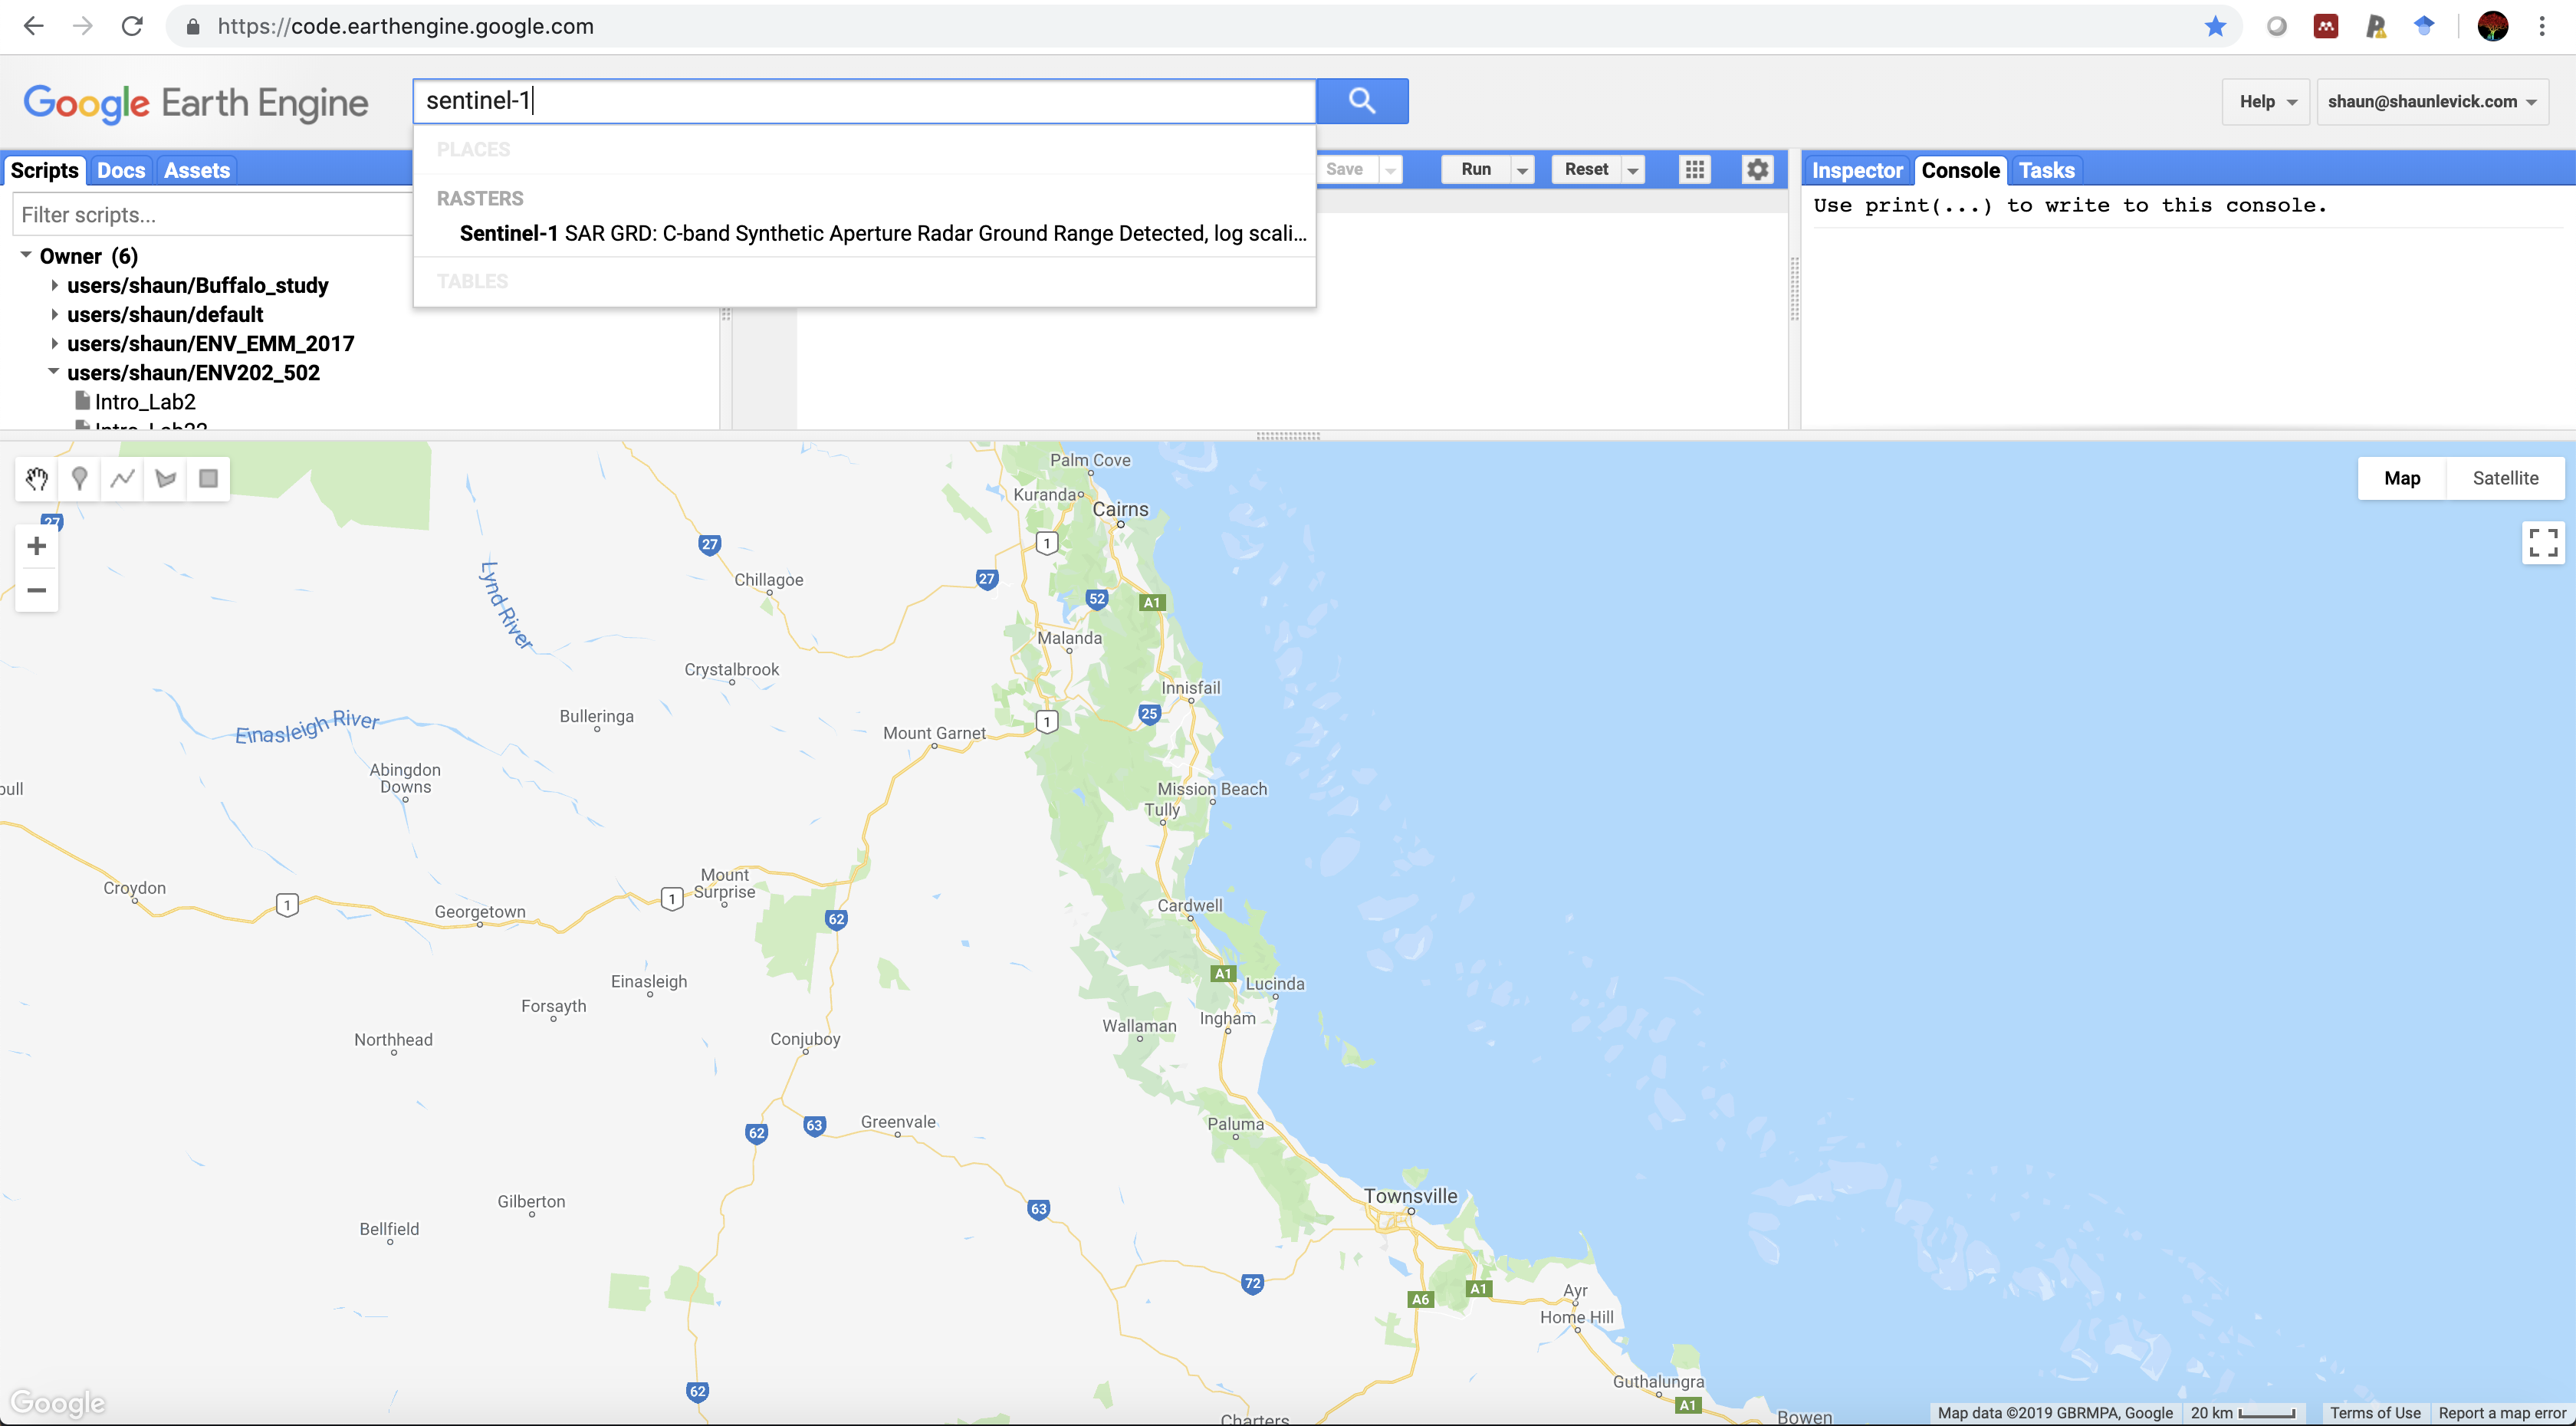 https://code.earthengine.google.com
Google Earth Engine
sentinel-1
Help
shaun@shaunlevick.com
PLACES
RASTERS
Sentinel-1 SAR GRD: C-band Synthetic Aperture Radar Ground Range Detected, log scali...
TABLES
Scripts Docs Assets
Save Run Reset
Inspector Console Tasks
Filter scripts...
Use print(...) to write to this console.
Owner (6)
users/shaun/Buffalo_study
users/shaun/default
users/shaun/ENV_EMM_2017
users/shaun/ENV202_502
Intro_Lab2
Intro_Lab22
Map Satellite
Palm Cove
Kuranda
Cairns
27
1
27
Chillagoe
27
52
A1
Lynd River
Malanda
Crystalbrook
Innisfail
Bulleringa
Einasleigh River
25
1
Mount Garnet
Abingdon
Downs
bull
Mission Beach
Tully
Croydon
Mount
Surprise
1
1
Georgetown
62
Cardwell
A1
Einasleigh
Lucinda
Forsayth
Ingham
Wallaman
Northhead
Conjuboy
Greenvale
Paluma
63
62
Townsville
Gilberton
63
Bellfield
72
A1
A6
Ayr
Home Hill
62
Guthalungra
A1
Bowen
Charters
Google
Map data ©2019 GBRMPA, Google
20 km
Terms of Use
Report a map error